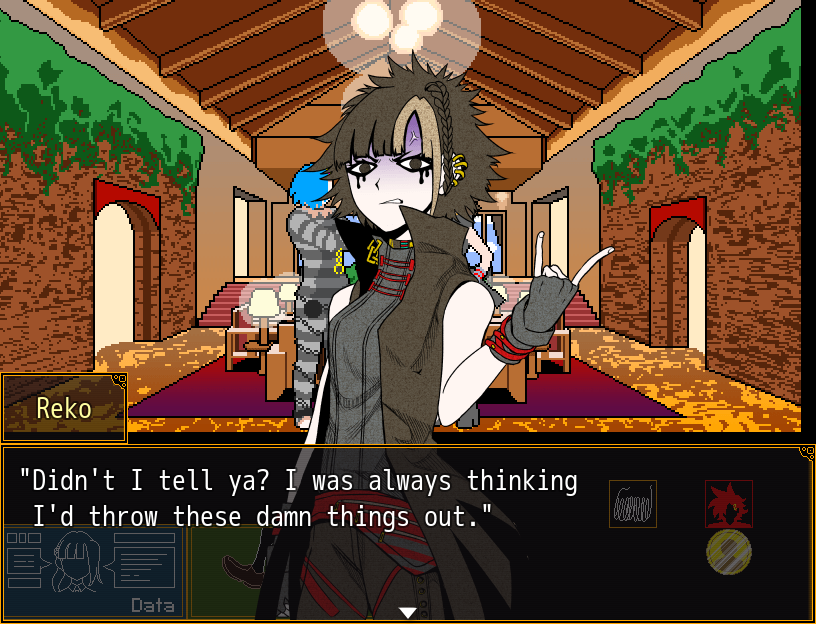 Reko
"Didn't I tell ya? I was always thinking
I'd throw these damn things out."
Data